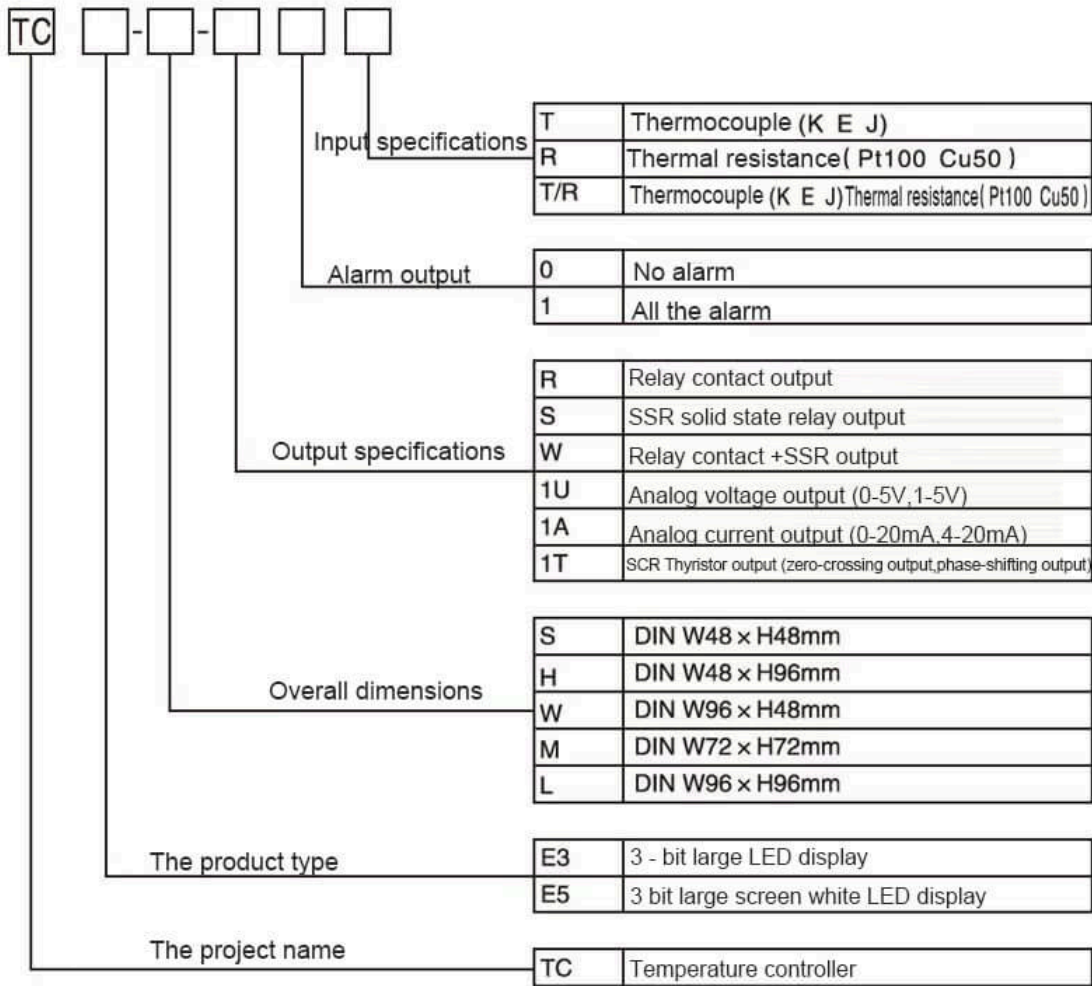 TC - -
Input specifications
T Thermocouple (K E J)
R Thermal resistance( Pt100 Cu50 )
T/R Thermocouple (K E J)Thermal resistance( Pt100 Cu50 )
Alarm output
0 No alarm
1 All the alarm
Output specifications
R Relay contact output
S SSR solid state relay output
W Relay contact +SSR output
1U Analog voltage output (0-5V,1-5V)
1A Analog current output (0-20mA,4-20mA)
1T SCR Thyristor output (zero-crossing output,phase-shifting output)
Overall dimensions
S DIN W48 × H48mm
H DIN W48 × H96mm
W DIN W96 × H48mm
M DIN W72 × H72mm
L DIN W96 × H96mm
The product type
E3 3 - bit large LED display
E5 3 bit large screen white LED display
The project name
TC Temperature controller